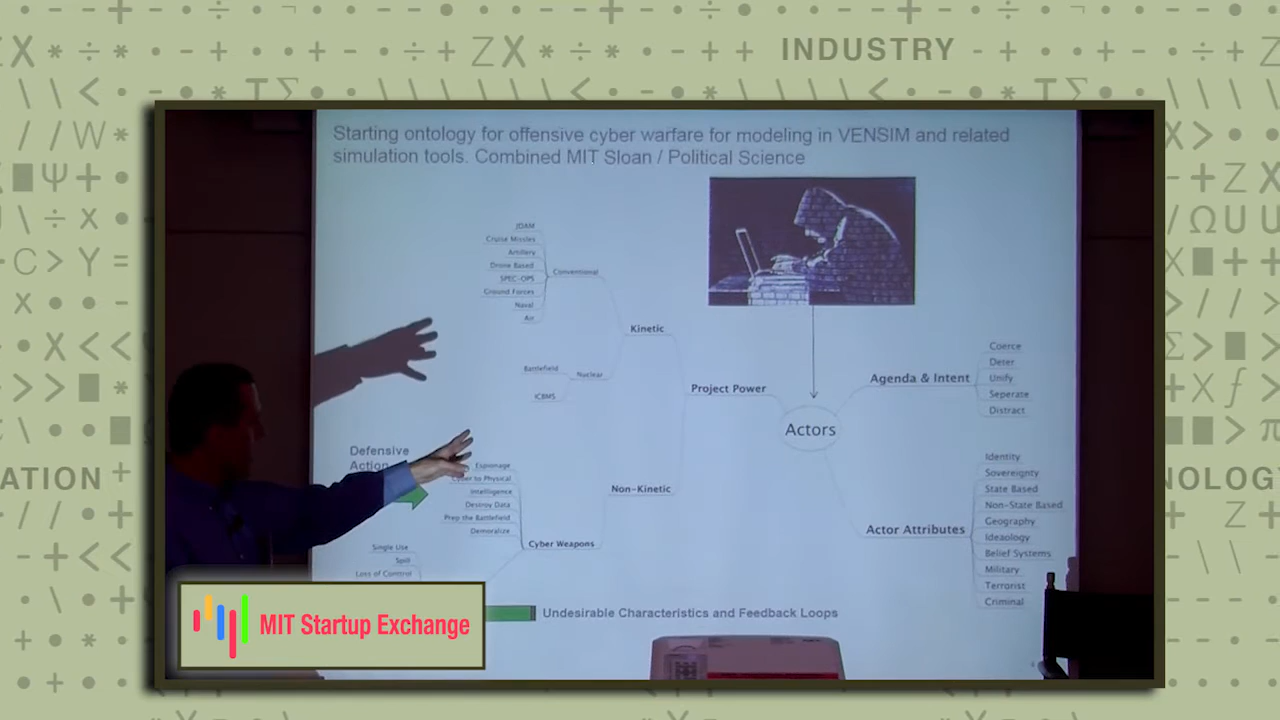 INDUSTRY
Starting ontology for offensive cyber warfare for modeling in VENSIM and related
simulation tools. Combined MIT Sloan / Political Science
JDAM
Cruise Missles
Artillery
Drone Based
SPEC-OPS
Ground Forces
Naval
Air
Conventional
Kinetic
Battlefield
Nuclear
ICBMS
Project Power
Actors
Agenda & Intent
Coerce
Deter
Unify
Seperate
Distract
Defensive
Action
Espionage
Cyber to Physical
Intelligence
Destroy Data
Prep the Battlefield
Demoralize
Non-Kinetic
Cyber Weapons
Single Use
Spill
Loss of Control
Actor Attributes
Identity
Sovereignty
State Based
Non-State Based
Geography
Ideaology
Belief Systems
Military
Terrorist
Criminal
Undesirable Characteristics and Feedback Loops
MIT Startup Exchange
ATION
NOLOG